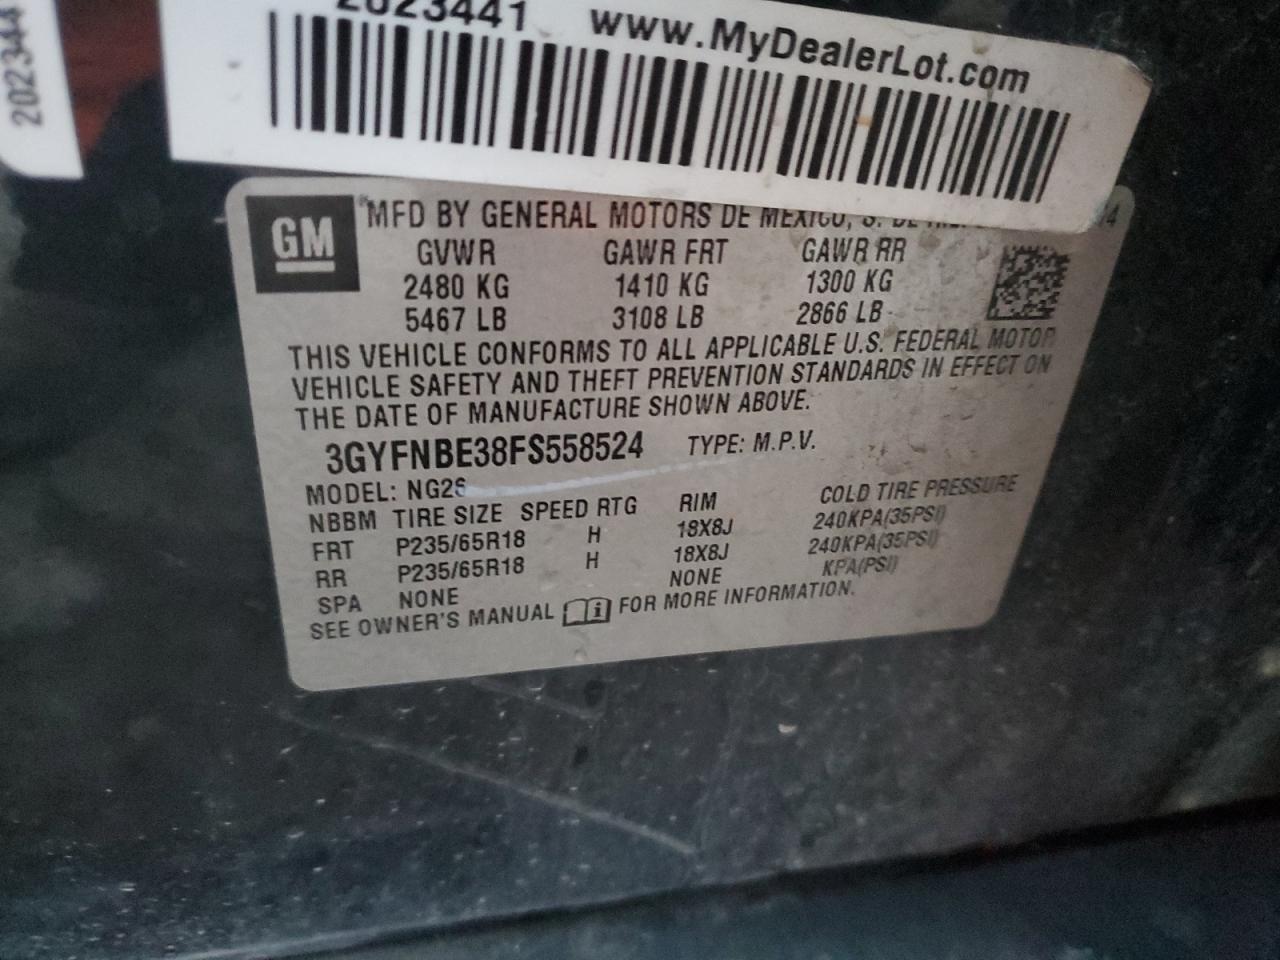 2023441 www.MyDealerLot.com
202344
GM
MFD BY GENERAL MOTORS DE MEXICO, S. DE
GVWR GAWR FRT GAWR RR
2480 KG 1410 KG 1300 KG
5467 LB 3108 LB 2866 LB
THIS VEHICLE CONFORMS TO ALL APPLICABLE U.S. FEDERAL MOTOR
VEHICLE SAFETY AND THEFT PREVENTION STANDARDS IN EFFECT ON
THE DATE OF MANUFACTURE SHOWN ABOVE.
3GYFNBE38FS558524 TYPE: M.P.V.
MODEL: NG26
NBBM TIRE SIZE SPEED RTG RIM COLD TIRE PRESSURE
FRT P235/65R18 H 18X8J 240KPA(35PSI)
RR P235/65R18 H 18X8J 240KPA(35PSI)
SPA NONE NONE KPA(PSI)
SEE OWNER'S MANUAL FOR MORE INFORMATION.